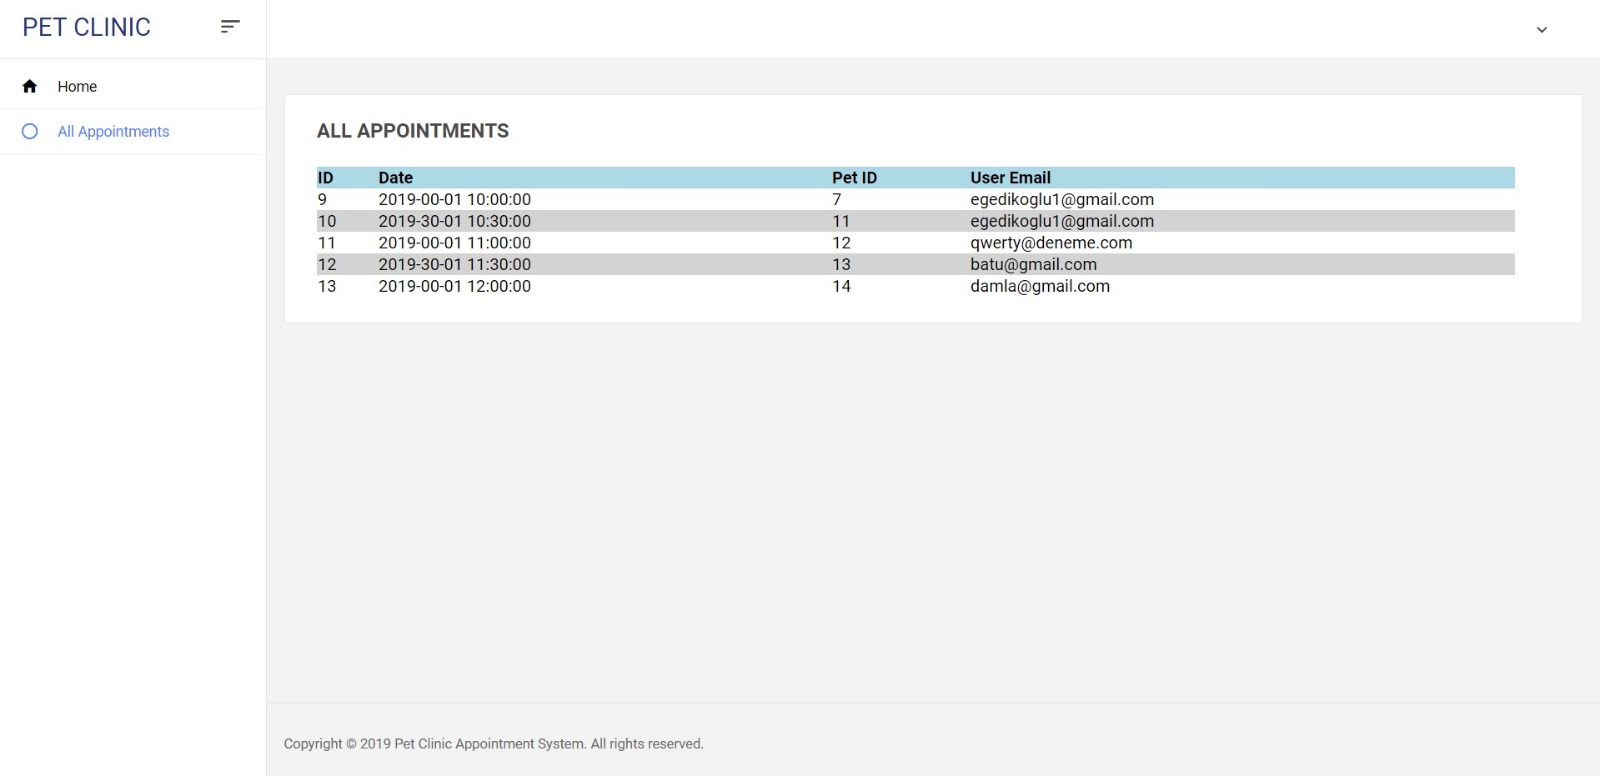 PET CLINIC
Home
All Appointments
ALL APPOINTMENTS
ID Date Pet ID User Email
9 2019-00-01 10:00:00 7 egedikoglu1@gmail.com
10 2019-30-01 10:30:00 11 egedikoglu1@gmail.com
11 2019-00-01 11:00:00 12 qwerty@deneme.com
12 2019-30-01 11:30:00 13 batu@gmail.com
13 2019-00-01 12:00:00 14 damla@gmail.com
Copyright © 2019 Pet Clinic Appointment System. All rights reserved.